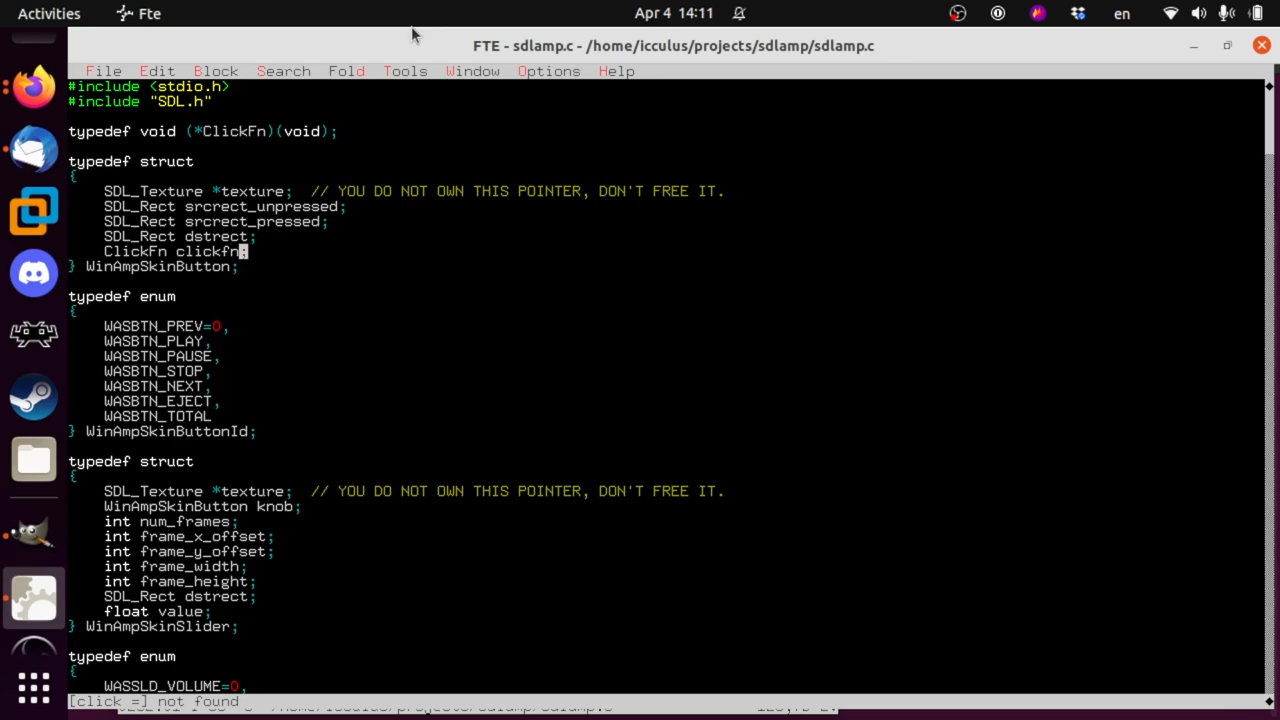 Activities Fte Apr 4 14:11 en
FTE - sdlamp.c - /home/icculus/projects/sdlamp/sdlamp.c
File Edit Block Search Fold Tools Window Options Help
#include <stdio.h>
#include "SDL.h"
typedef void (*ClickFn)(void);
typedef struct
{
SDL_Texture *texture; // YOU DO NOT OWN THIS POINTER, DON'T FREE IT.
SDL_Rect srcrect_unpressed;
SDL_Rect srcrect_pressed;
SDL_Rect dstrect;
ClickFn clickfn;
} WinAmpSkinButton;
typedef enum
{
WASBTN_PREV=0,
WASBTN_PLAY,
WASBTN_PAUSE,
WASBTN_STOP,
WASBTN_NEXT,
WASBTN_EJECT,
WASBTN_TOTAL
} WinAmpSkinButtonId;
typedef struct
{
SDL_Texture *texture; // YOU DO NOT OWN THIS POINTER, DON'T FREE IT.
WinAmpSkinButton knob;
int num_frames;
int frame_x_offset;
int frame_y_offset;
int frame_width;
int frame_height;
SDL_Rect dstrect;
float value;
} WinAmpSkinSlider;
typedef enum
{
WASSLD_VOLUME=0,
[click =] not found